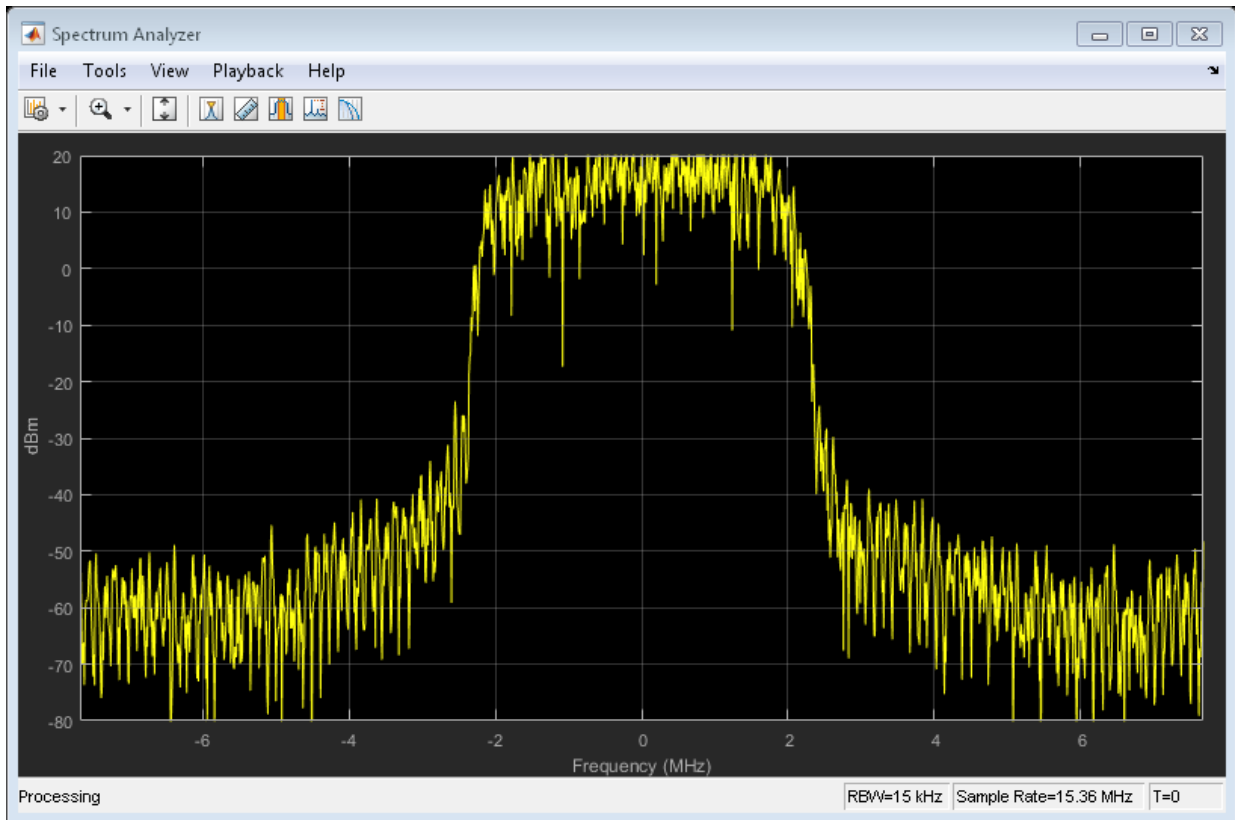 Spectrum Analyzer
File Tools View Playback Help
20
10
0
-10
-20
-30
-40
-50
-60
-70
-80
dBm
-6 -4 -2 0 2 4 6
Frequency (MHz)
Processing RBW=15 kHz Sample Rate=15.36 MHz T=0